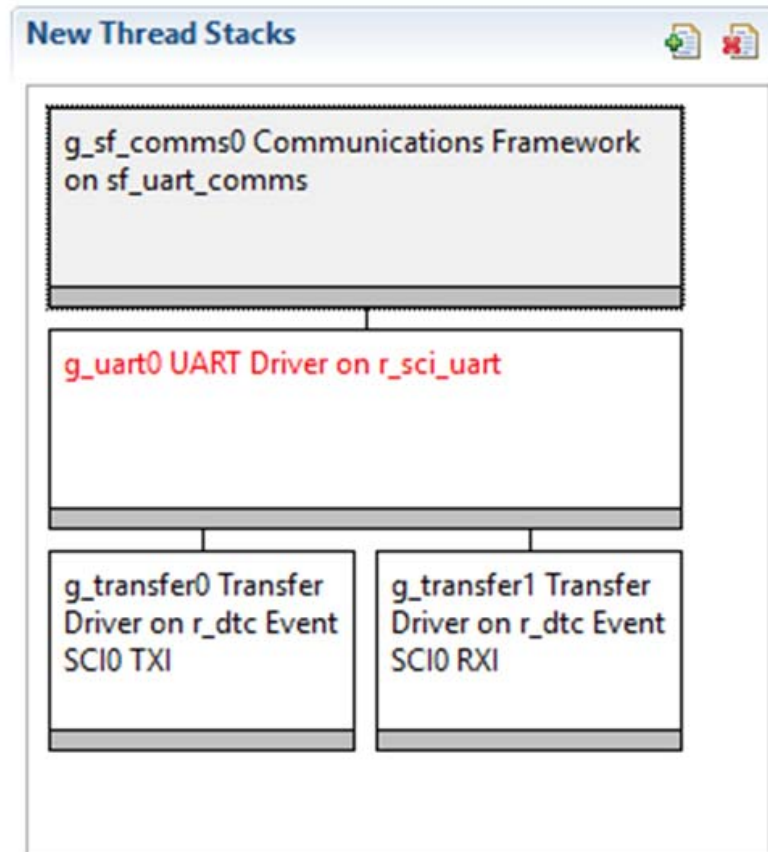 New Thread Stacks
g_sf_comms0 Communications Framework
on sf_uart_comms
g_uart0 UART Driver on r_sci_uart
g_transfer0 Transfer
Driver on r_dtc Event
SCI0 TXI
g_transfer1 Transfer
Driver on r_dtc Event
SCI0 RXI